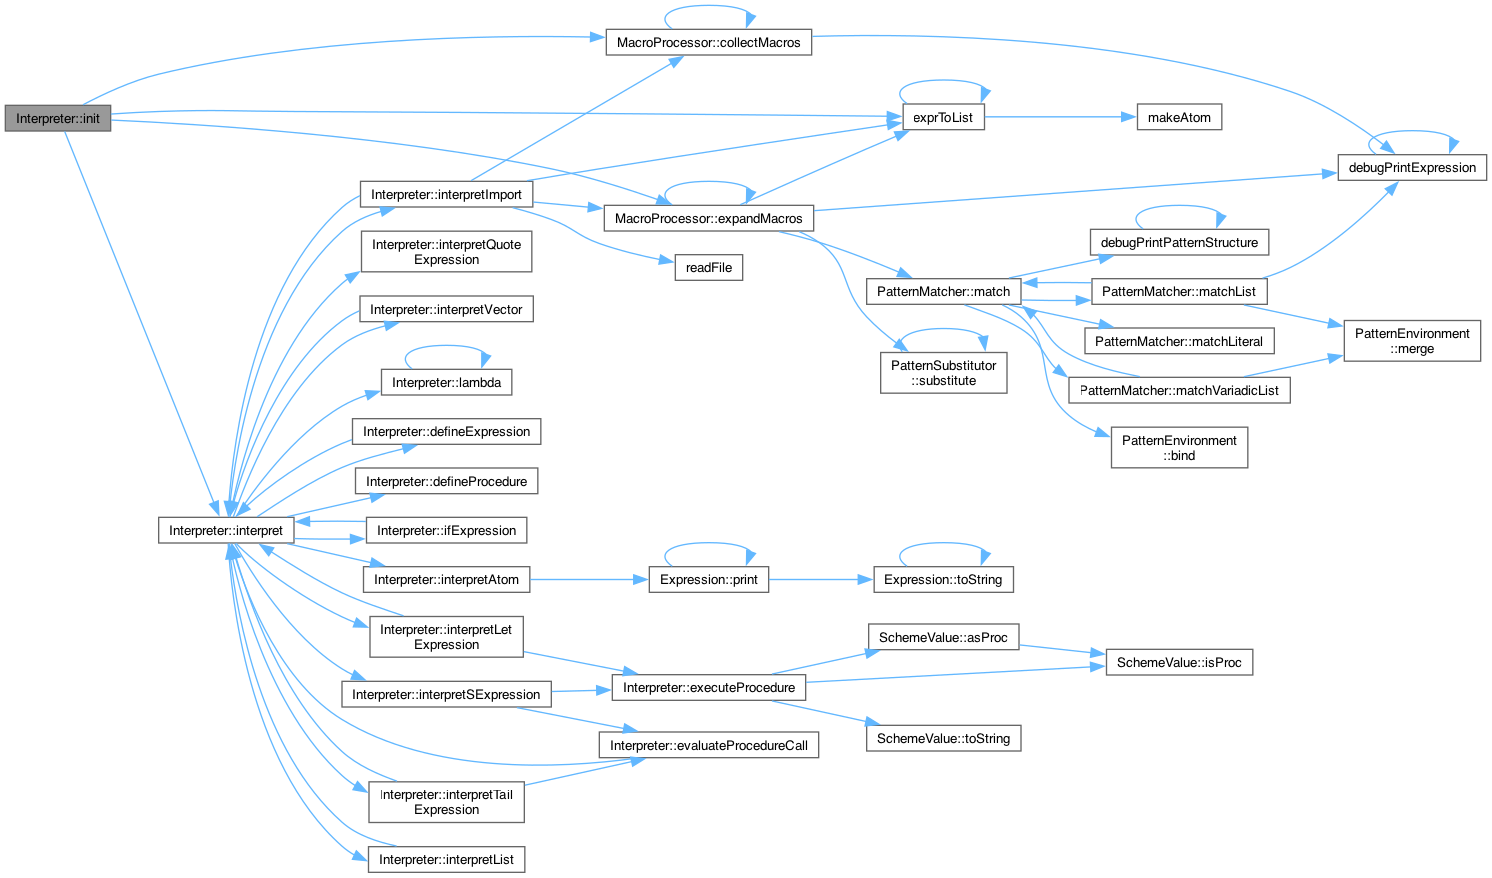 MacroProcessor::collectMacros
Interpreter::init
exprToList
makeAtom
debugPrintExpression
Interpreter::interpretImport
MacroProcessor::expandMacros
Interpreter::interpretQuote
Expression
readFile
debugPrintPatternStructure
PatternMatcher::match
PatternMatcher::matchList
Interpreter::interpretVector
PatternMatcher::matchLiteral
PatternEnvironment
::merge
Interpreter::lambda
PatternSubstitutor
::substitute
PatternMatcher::matchVariadicList
Interpreter::defineExpression
PatternEnvironment
::bind
Interpreter::defineProcedure
Interpreter::interpret
Interpreter::ifExpression
Interpreter::interpretAtom
Expression::print
Expression::toString
Interpreter::interpretLet
Expression
SchemeValue::asProc
SchemeValue::isProc
Interpreter::interpretSExpression
Interpreter::executeProcedure
SchemeValue::toString
Interpreter::evaluateProcedureCall
Interpreter::interpretTail
Expression
Interpreter::interpretList